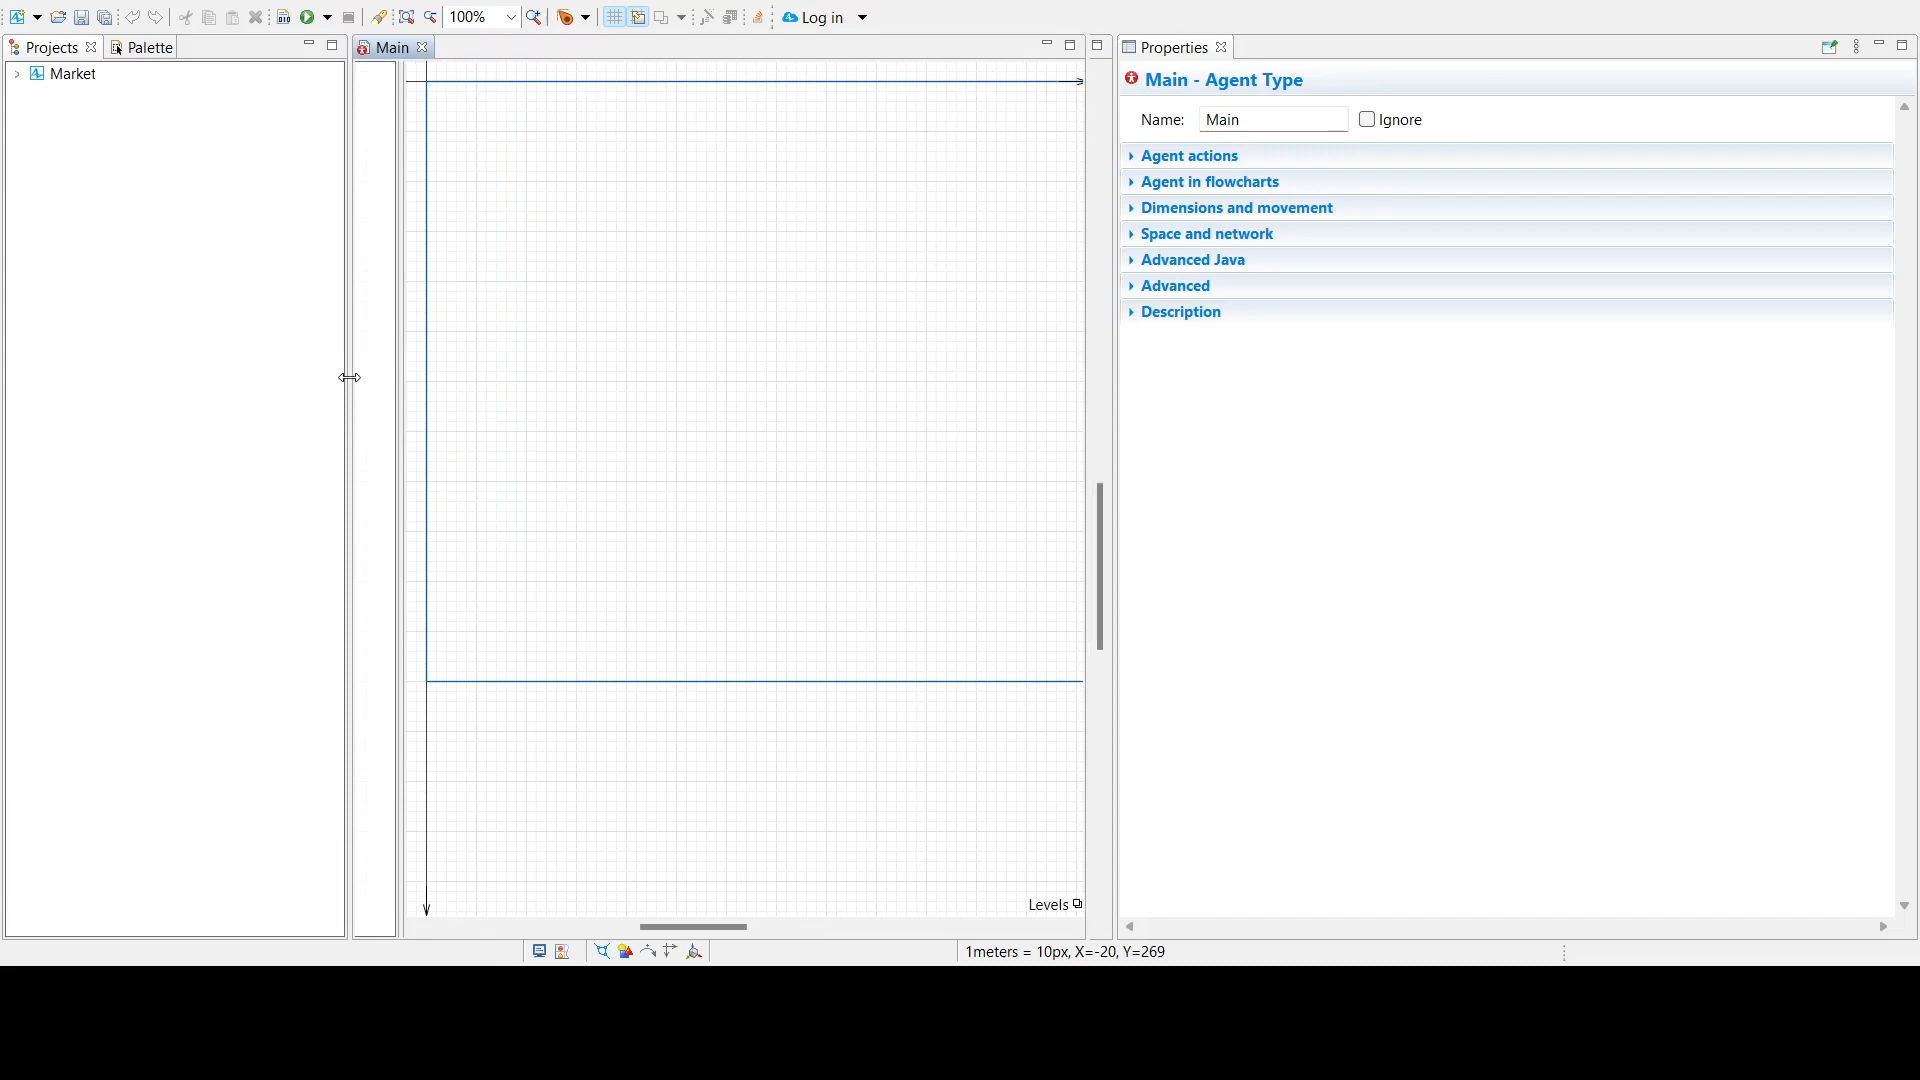 100%
Log in
Projects
Palette
Main
Properties
Market
Main - Agent Type
Name:
Main
Ignore
Agent actions
Agent in flowcharts
Dimensions and movement
Space and network
Advanced Java
Advanced
Description
Levels
1meters = 10px, X=-20, Y=269